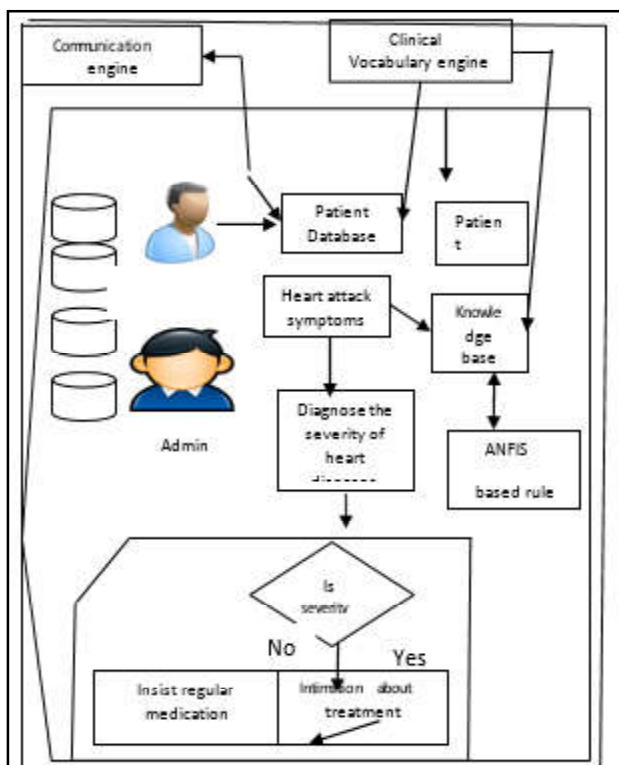 Communication
engine
Clinical
Vocabulary engine
Patient
Database
Patien
t
Heart attack
symptoms
Knowle
dge
base
Admin
Diagnose the
severity of
heart
ANFIS
based rule
Is
severity
No
Yes
Insist regular
medication
Intimation about
treatment